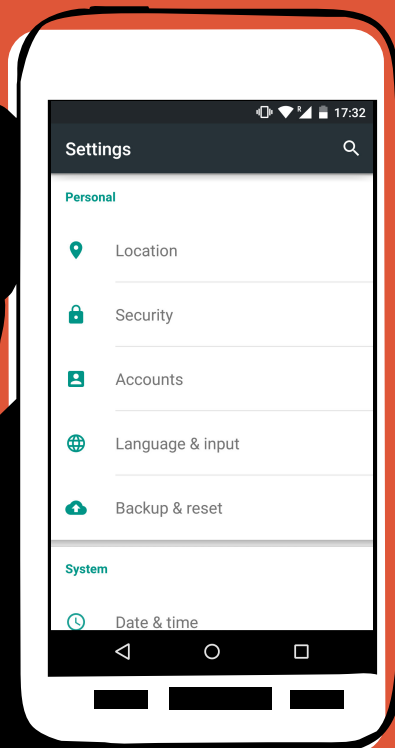 R 17:32
Settings
Personal
Location
Security
Accounts
Language & input
Backup & reset
System
Date & time